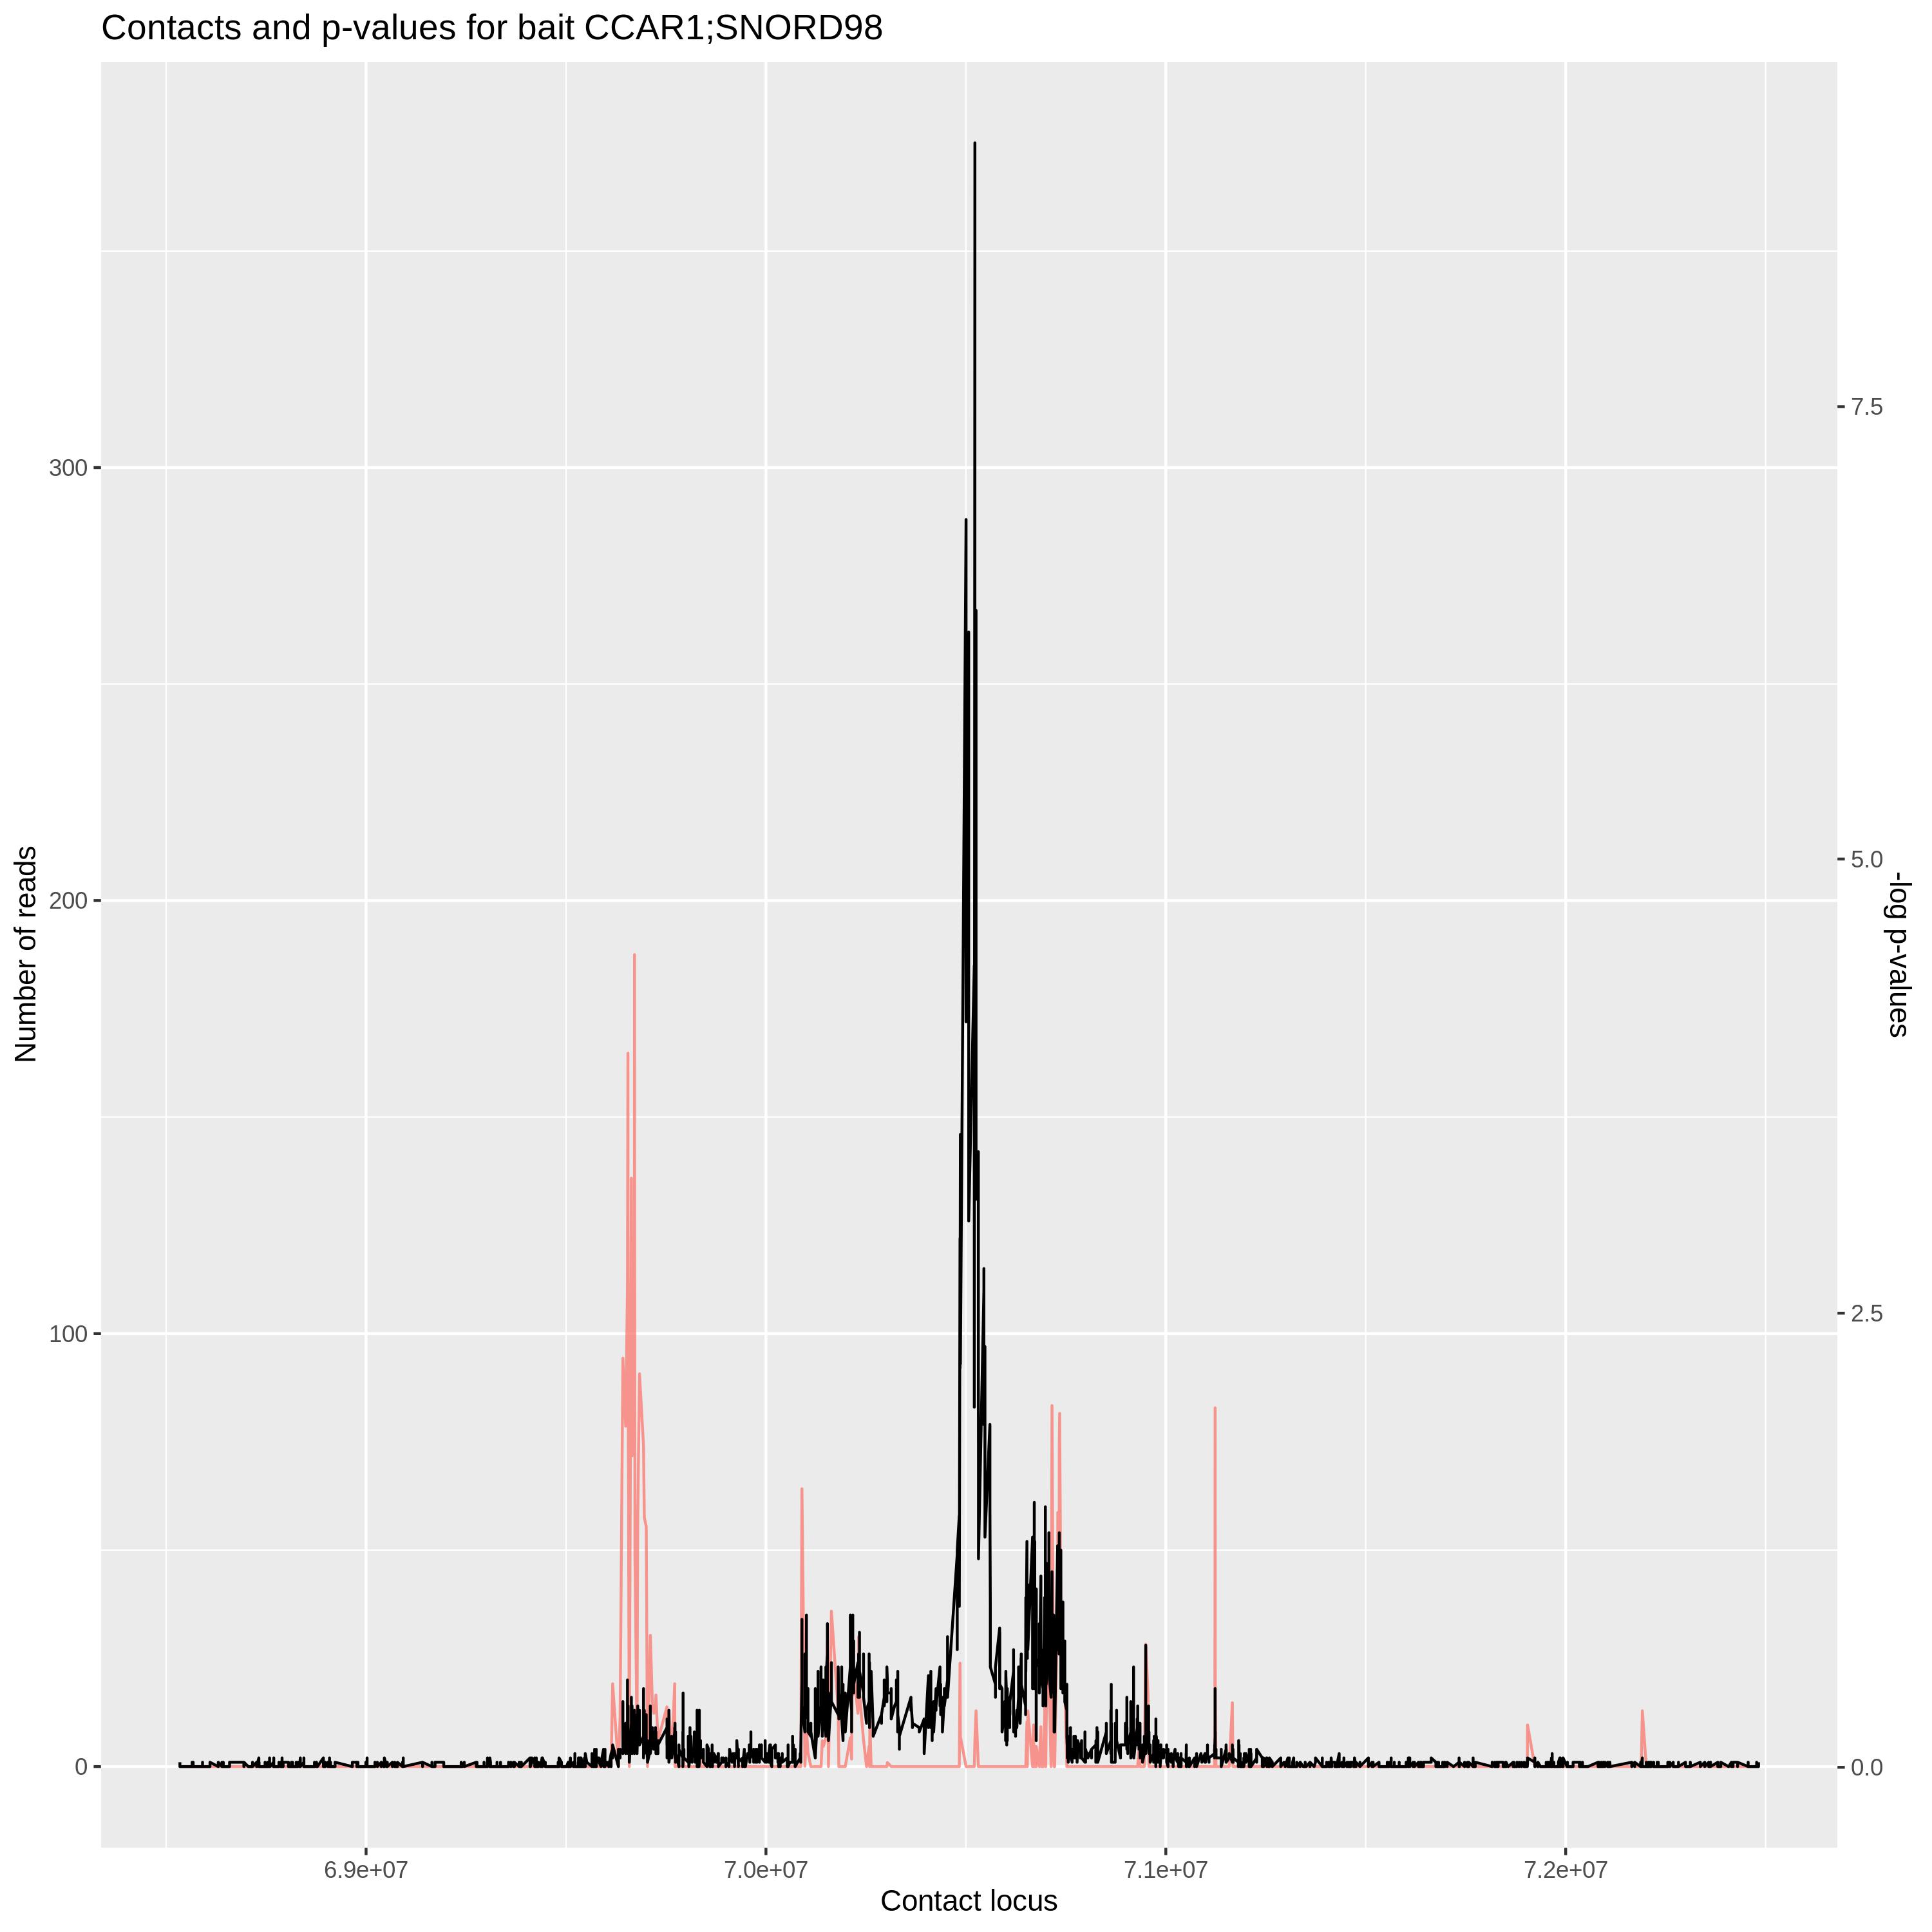 Contacts and p-values for bait CCAR1;SNORD98
Number of reads
300
200
100
0
7.5
5.0
2.5
0.0
-log p-values
6.9e+07
7.0e+07
7.1e+07
7.2e+07
Contact locus